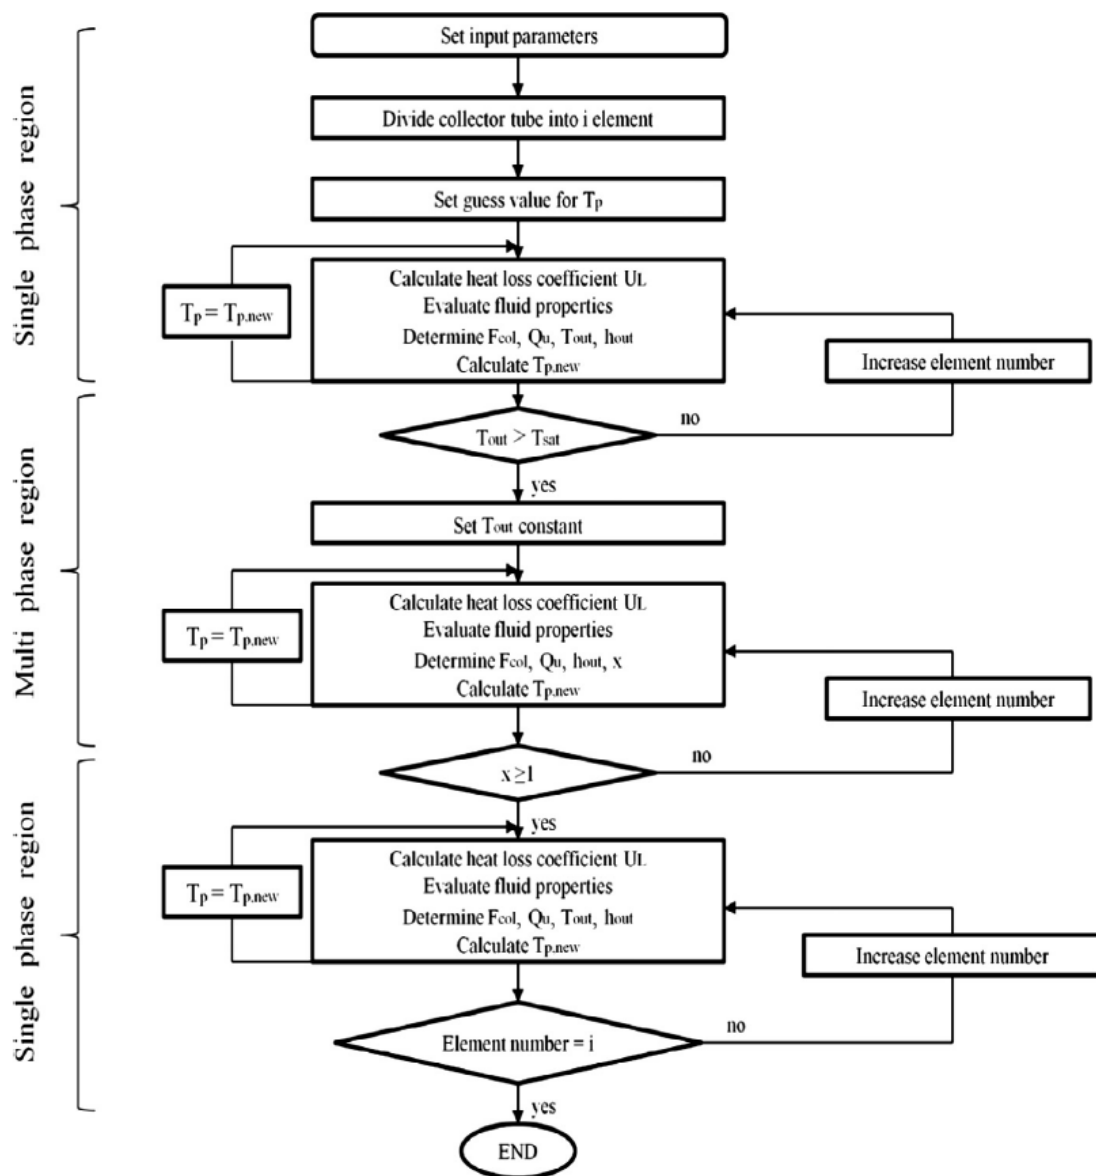 Set input parameters
Divide collector tube into i element
Set guess value for Tp
Single phase region
Calculate heat loss coefficient UL
Evaluate fluid properties
Determine Fcol, Qu, Tout, hout
Calculate Tp.new
Tp = Tp.new
Increase element number
Tout > Tsat
no
yes
Multi phase region
Set Tout constant
Calculate heat loss coefficient UL
Evaluate fluid properties
Determine Fcol, Qu, hout, x
Calculate Tp.new
Tp = Tp.new
Increase element number
x ≥1
no
yes
Single phase region
Calculate heat loss coefficient UL
Evaluate fluid properties
Determine Fcol, Qu, Tout, hout
Calculate Tp.new
Tp = Tp.new
Increase element number
Element number = i
no
yes
END